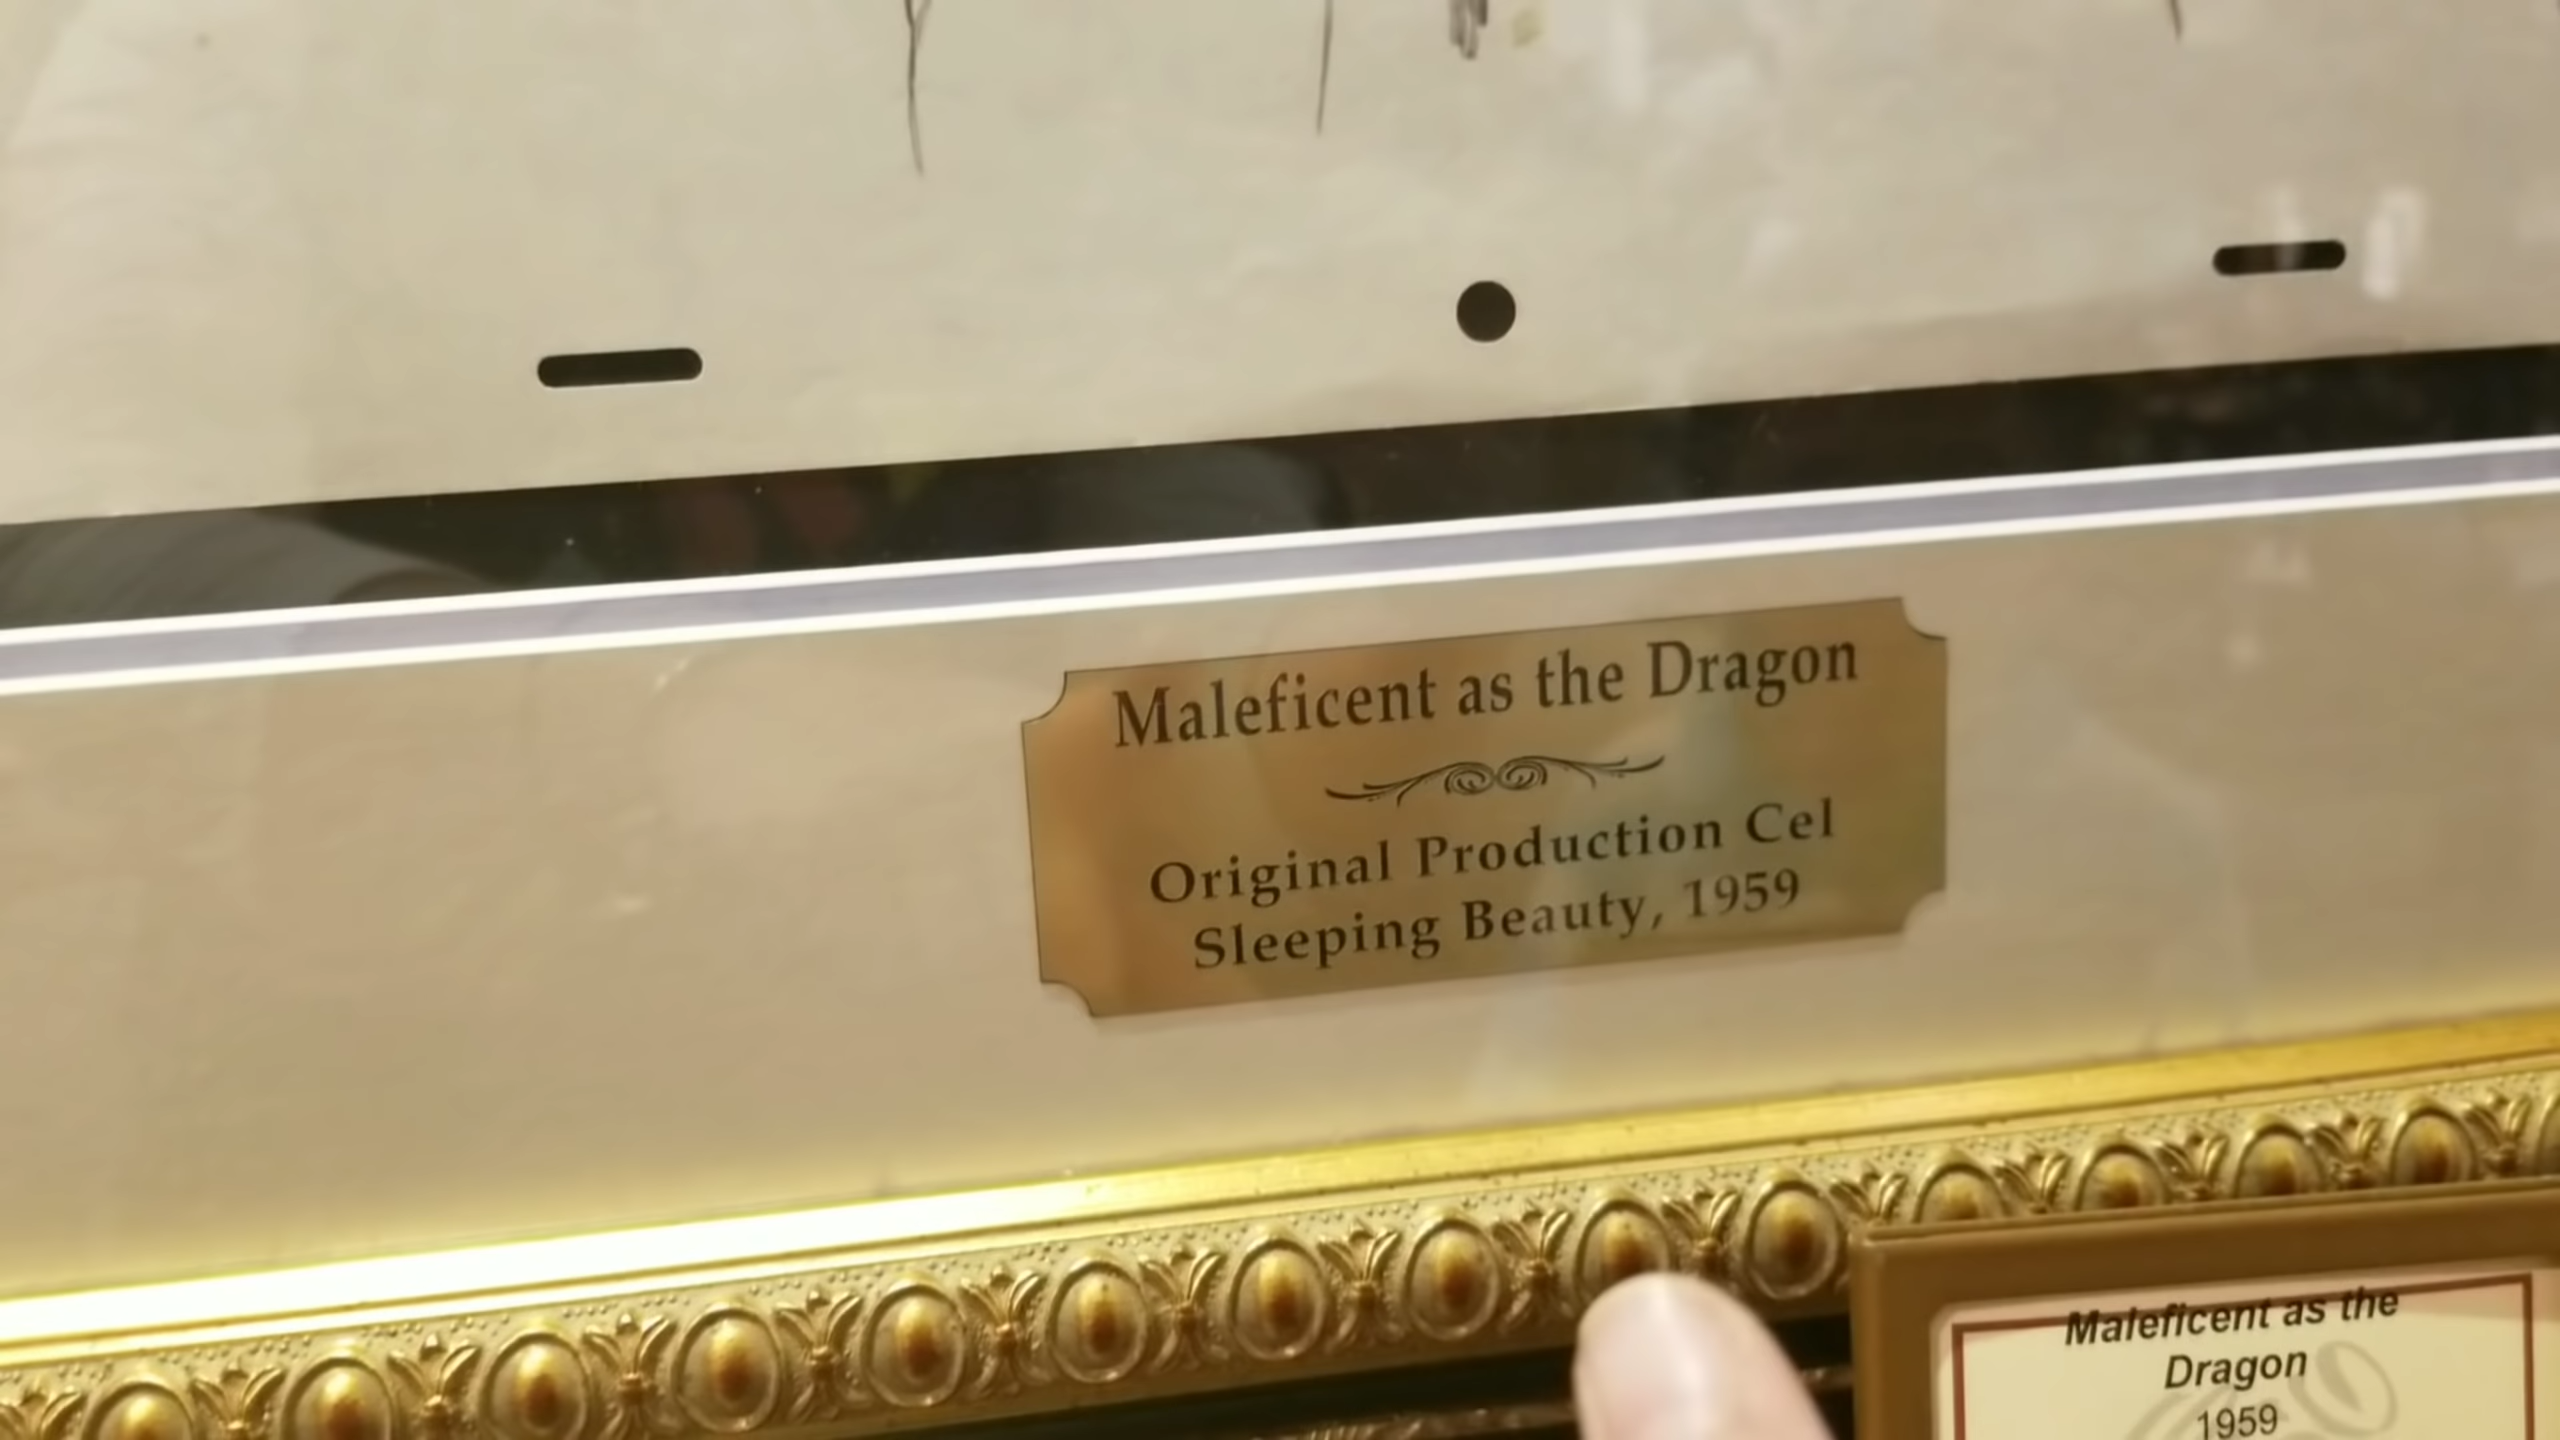 Maleficent as the Dragon
Original Production Cel
Sleeping Beauty, 1959
Maleficent as the
Dragon
1959